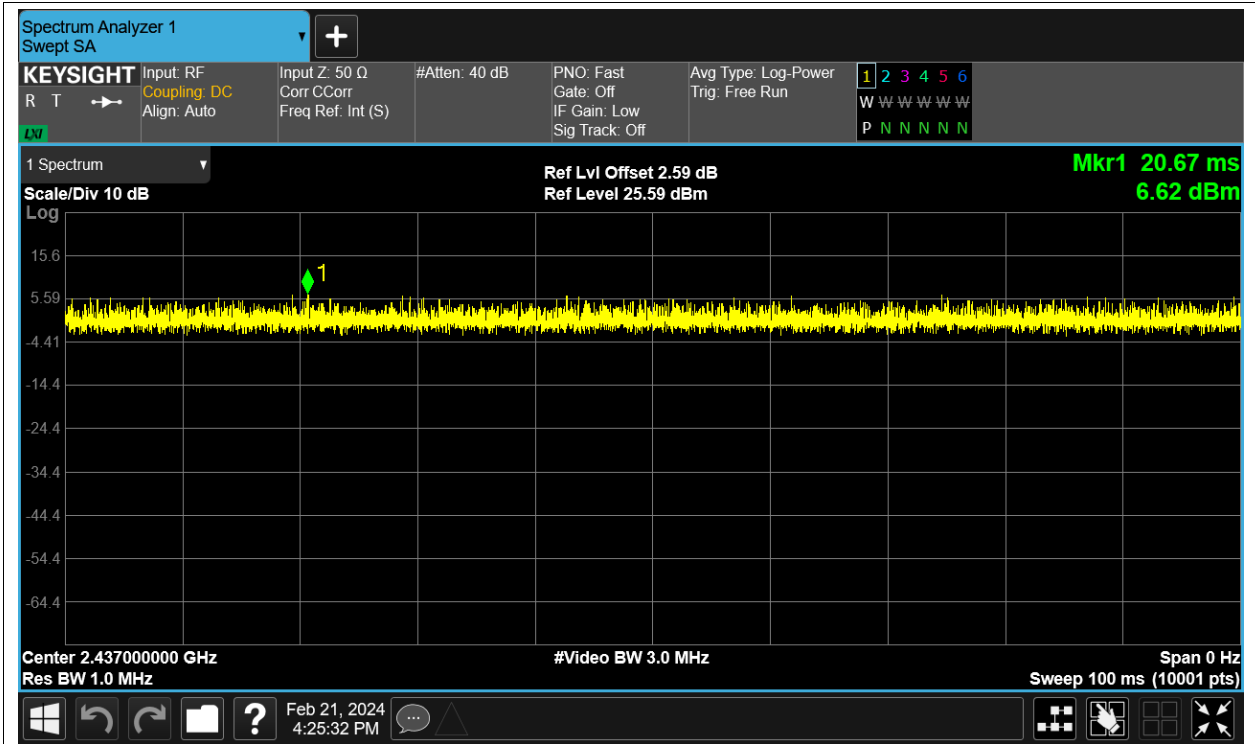 Spectrum Analyzer 1
Swept SA
KEYSIGHT
R T
LXI
Input: RF
Coupling: DC
Align: Auto
Input Z: 50 Ω
Corr CCorr
Freq Ref: Int (S)
#Atten: 40 dB
PNO: Fast
Gate: Off
IF Gain: Low
Sig Track: Off
Avg Type: Log-Power
Trig: Free Run
1 2 3 4 5 6
W W W W W W
P N N N N N
1 Spectrum
Scale/Div 10 dB
Ref Lvl Offset 2.59 dB
Ref Level 25.59 dBm
Mkr1 20.67 ms
6.62 dBm
Log
15.6
5.59
-4.41
-14.4
-24.4
-34.4
-44.4
-54.4
-64.4
1
Center 2.437000000 GHz
Res BW 1.0 MHz
#Video BW 3.0 MHz
Span 0 Hz
Sweep 100 ms (10001 pts)
?
Feb 21, 2024
4:25:32 PM